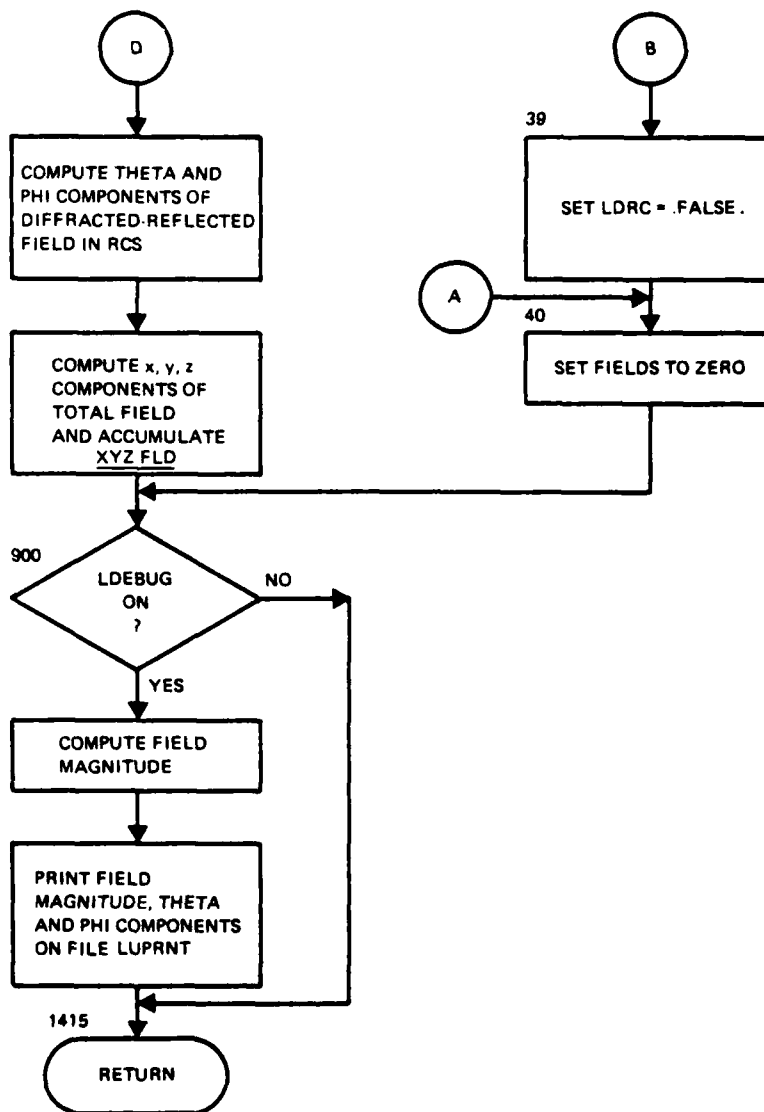 D
COMPUTE THETA AND
PHI COMPONENTS OF
DIFFRACTED-REFLECTED
FIELD IN RCS
COMPUTE x, y, z
COMPONENTS OF
TOTAL FIELD
AND ACCUMULATE
XYZ FLD
B
39
SET LDRC = .FALSE.
A
40
SET FIELDS TO ZERO
900
LDEBUG
ON
?
NO
YES
COMPUTE FIELD
MAGNITUDE
PRINT FIELD
MAGNITUDE, THETA
AND PHI COMPONENTS
ON FILE LUPRNT
1415
RETURN